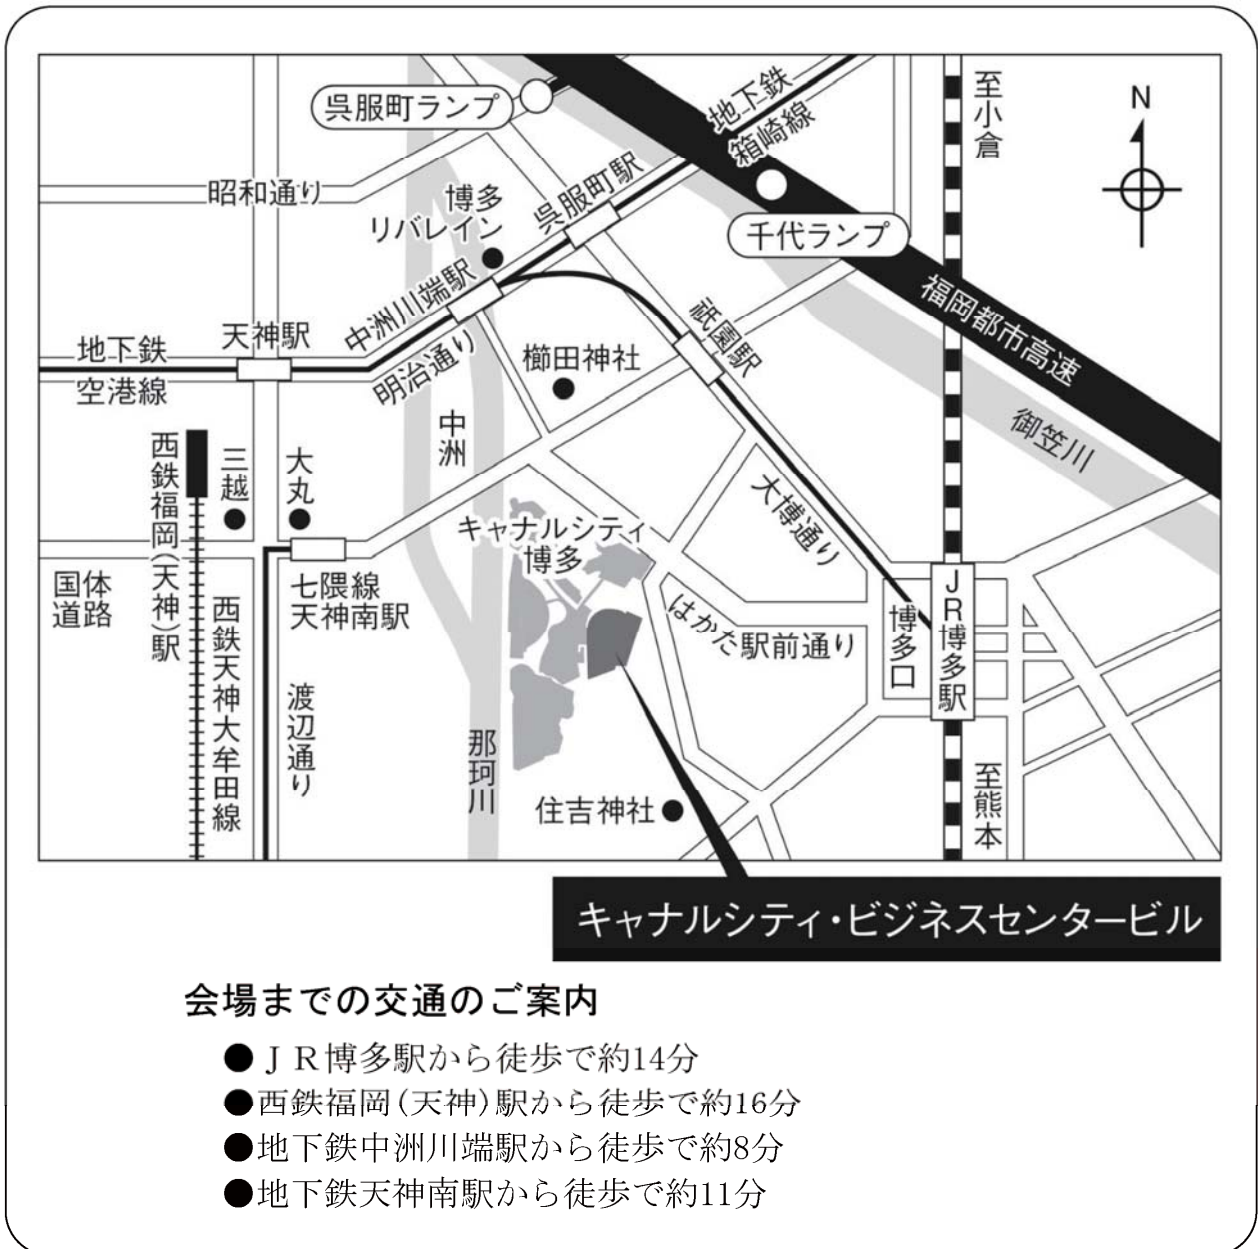 呉服町ランプ
地下鉄
箱崎線
至小倉
N
昭和通り
博多
リバレイン
呉服町駅
千代ランプ
福岡都市高速
中洲川端駅
祇園駅
天神駅
地下鉄
空港線
明治通り
櫛田神社
中洲
御笠川
西鉄福岡(天神)駅
三越
大丸
キャナルシティ
博多
大博通り
国体
道路
七隈線
天神南駅
西鉄天神大牟田線
はかた駅前通り
博多口
JR博多駅
渡辺通り
那珂川
住吉神社
至熊本
キャナルシティ・ビジネスセンタービル
会場までの交通のご案内
●ＪＲ博多駅から徒歩で約14分
●西鉄福岡(天神)駅から徒歩で約16分
●地下鉄中洲川端駅から徒歩で約8分
●地下鉄天神南駅から徒歩で約11分